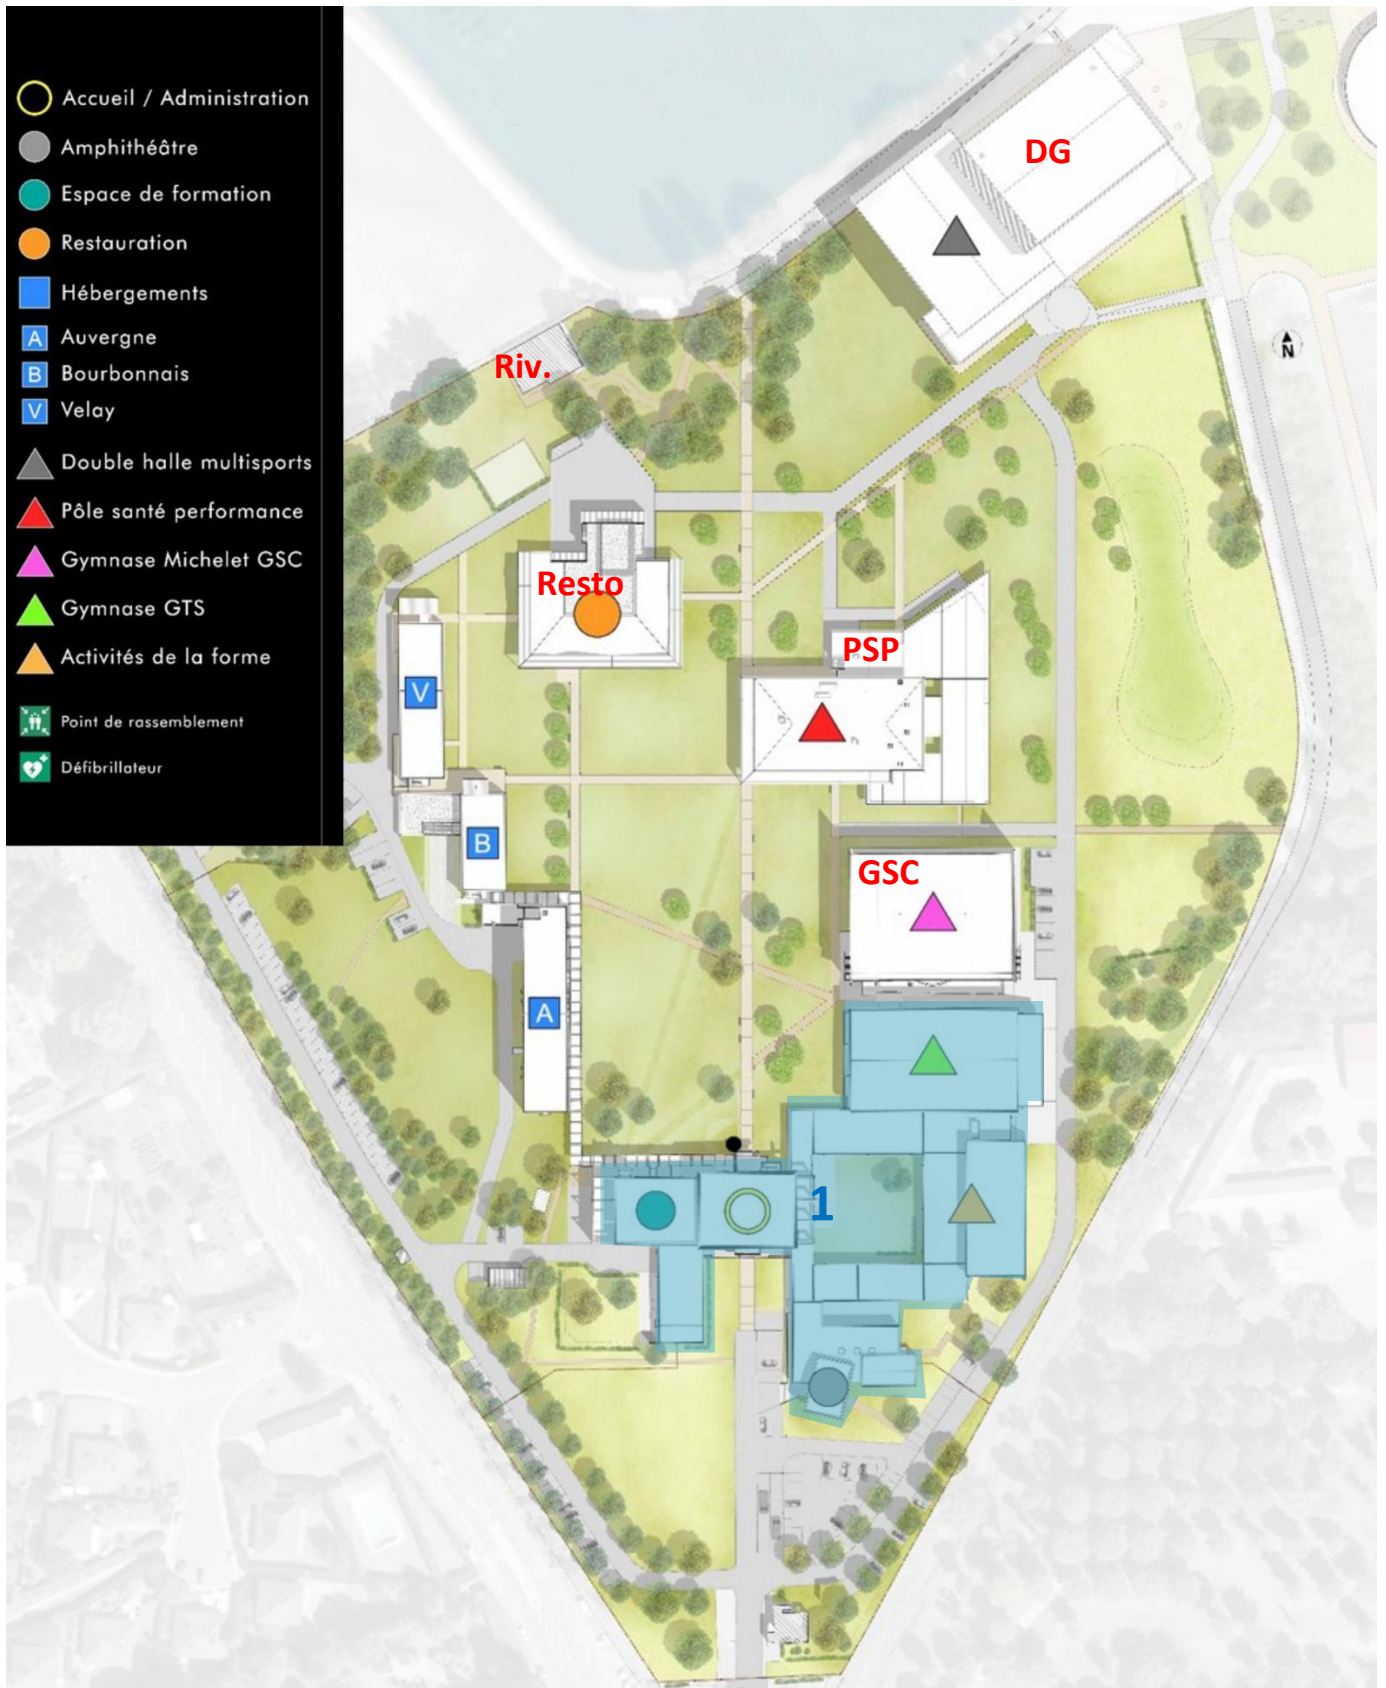 Accueil / Administration
Amphithéâtre
Espace de formation
Restauration
Hébergements
A Auvergne
B Bourbonnais
V Velay
Double halle multisports
Pôle santé performance
Gymnase Michelet GSC
Gymnase GTS
Activités de la forme
Point de rassemblement
Défibrillateur
DG
N
Riv.
Resto
PSP
V
B
GSC
A
1